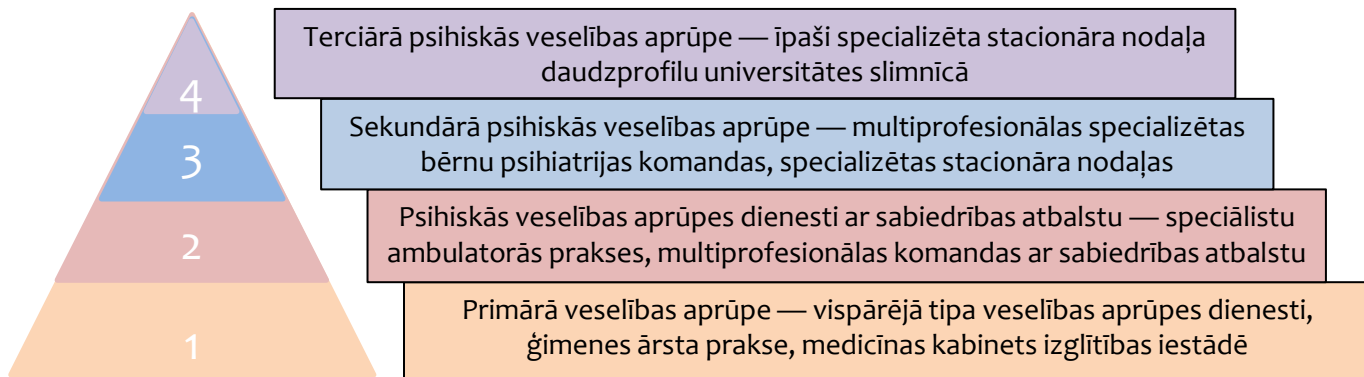 4
Terciārā psihiskās veselības aprūpe — īpaši specializēta stacionāra nodaļa
daudzprofilu universitātes slimnīcā
3
Sekundārā psihiskās veselības aprūpe — multiprofesionālas specializētas
bērnu psihiatrijas komandas, specializētas stacionāra nodaļas
2
Psihiskās veselības aprūpes dienesti ar sabiedrības atbalstu — speciālistu
ambulatorās prakses, multiprofesionālas komandas ar sabiedrības atbalstu
1
Primārā veselības aprūpe — vispārējā tipa veselības aprūpes dienesti,
ģimenes ārsta prakse, medicīnas kabinets izglītības iestādē